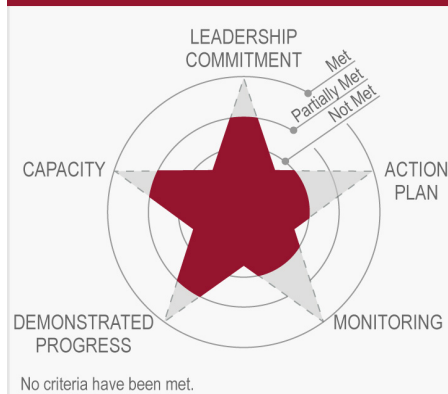 LEADERSHIP
COMMITMENT
Met
Partially Met
Not Met
CAPACITY
ACTION
PLAN
DEMONSTRATED
PROGRESS
MONITORING
No criteria have been met.